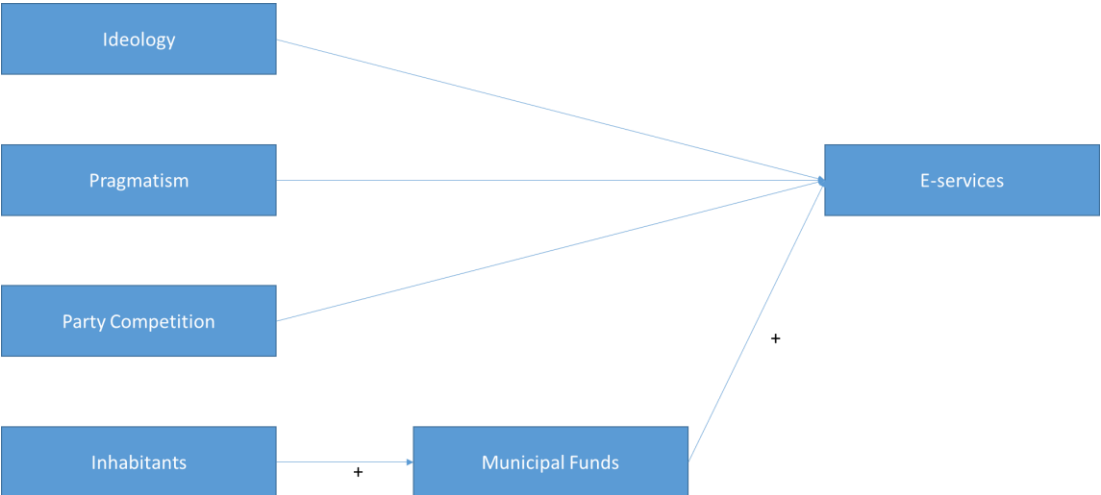 Ideology
Pragmatism
E-services
Party Competition
+
Inhabitants
+
Municipal Funds